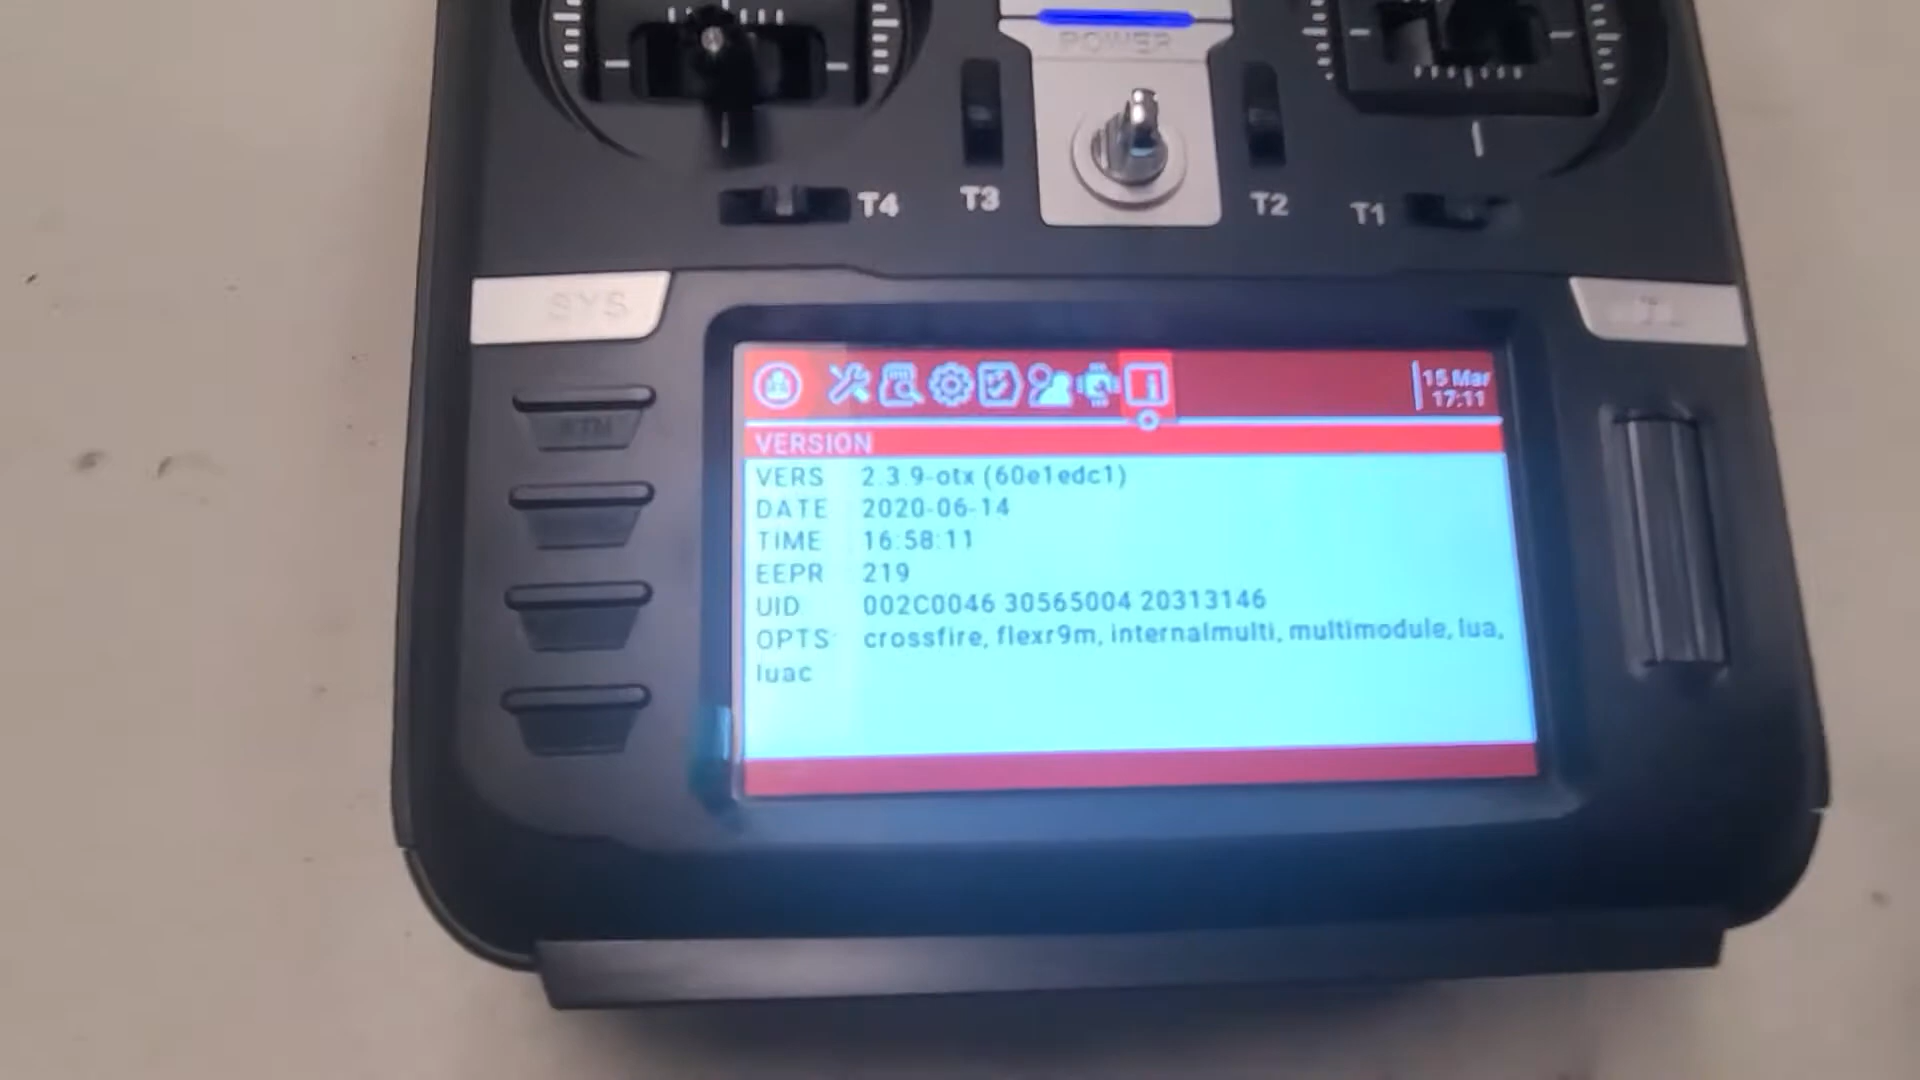 POWER
T4
T3
T2
T1
SYS
15 Mar
17:11
VERSION
VERS 2.3.9-otx (60e1edc1)
DATE 2020-06-14
TIME 16:58:11
EEPR 219
UID 002C0046 30565004 20313146
OPTS: crossfire, flexr9m, internalmulti, multimodule, lua,
luac